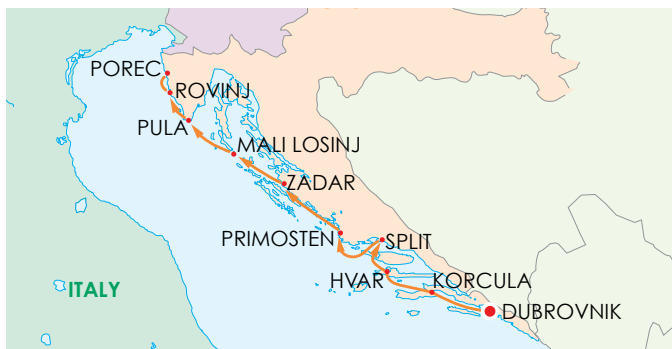 POREC
ROVINJ
PULA
MALI LOSINJ
ZADAR
PRIMOSTEN
SPLIT
HVAR
KORCULA
ITALY
DUBROVNIK